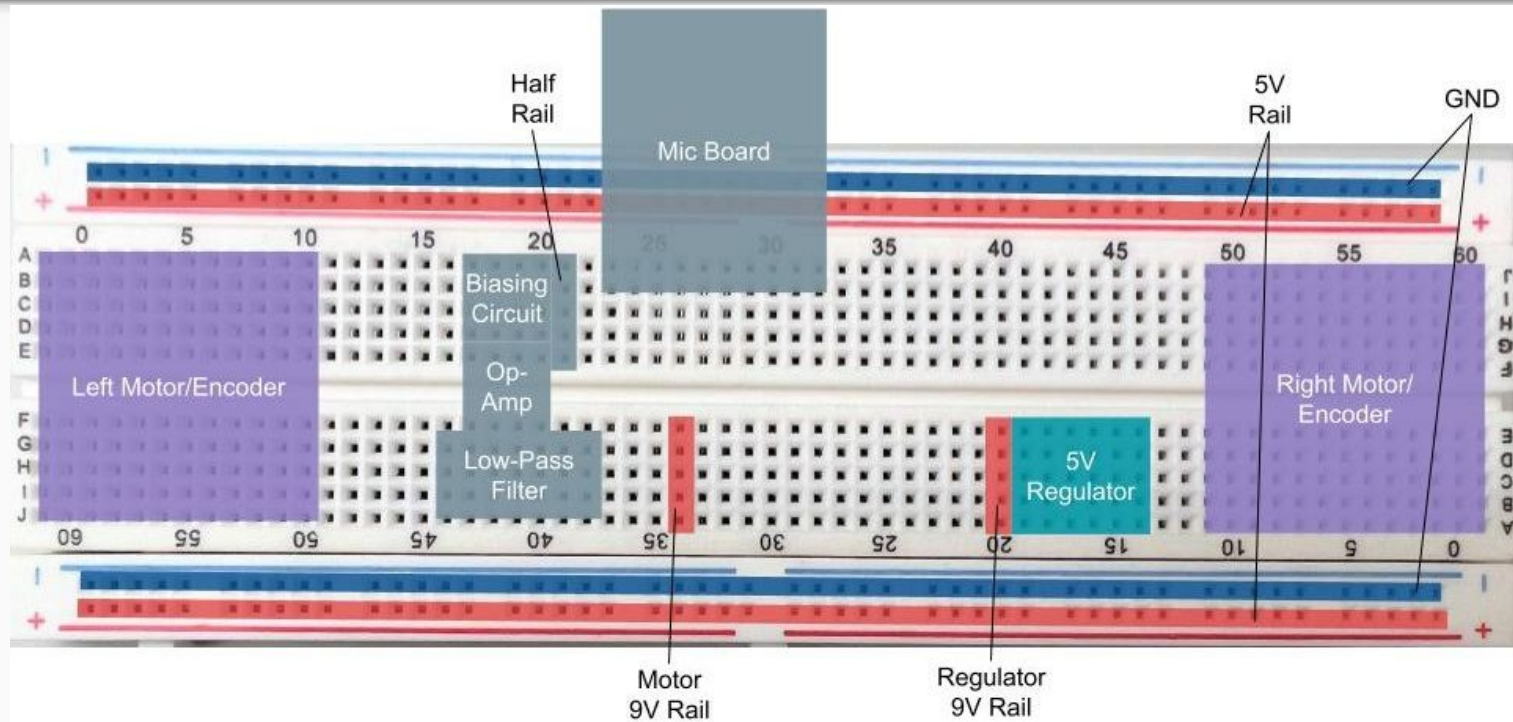 Half
Rail
Mic Board
5V
Rail
GND
+
+
0 5 10 15 20 25 30 35 40 45 50 55 60
A
B
C
D
E
J
I
H
G
F
Biasing
Circuit
Left Motor/Encoder
Op-
Amp
Low-Pass
Filter
Right Motor/
Encoder
5V
Regulator
F
G
H
I
J
E
D
C
B
A
60 55 50 45 40 35 30 25 20 15 10 5 0
+
+
Motor
9V Rail
Regulator
9V Rail